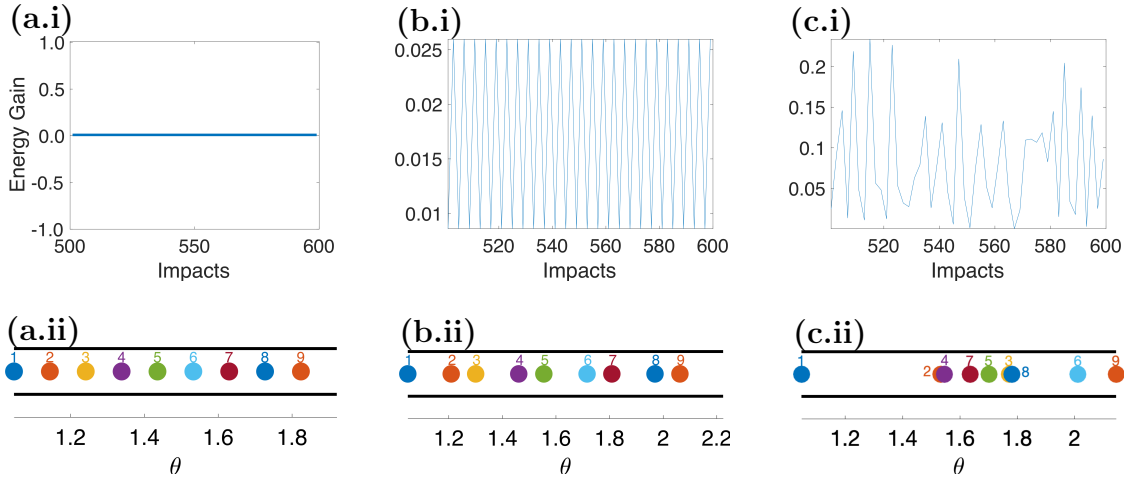 (a.i)
1.0
0.5
0.0
-0.5
-1.0
Energy Gain
500 550 600
Impacts
(b.i)
0.025
0.02
0.015
0.01
520 540 560 580 600
Impacts
(c.i)
0.2
0.15
0.1
0.05
520 540 560 580 600
Impacts
(a.ii)
1 2 3 4 5 6 7 8 9
1.2 1.4 1.6 1.8
θ
(b.ii)
1 2 3 4 5 6 7 8 9
1.2 1.4 1.6 1.8 2 2.2
θ
(c.ii)
1 2 4 7 5 3 8 6 9
1.2 1.4 1.6 1.8 2
θ